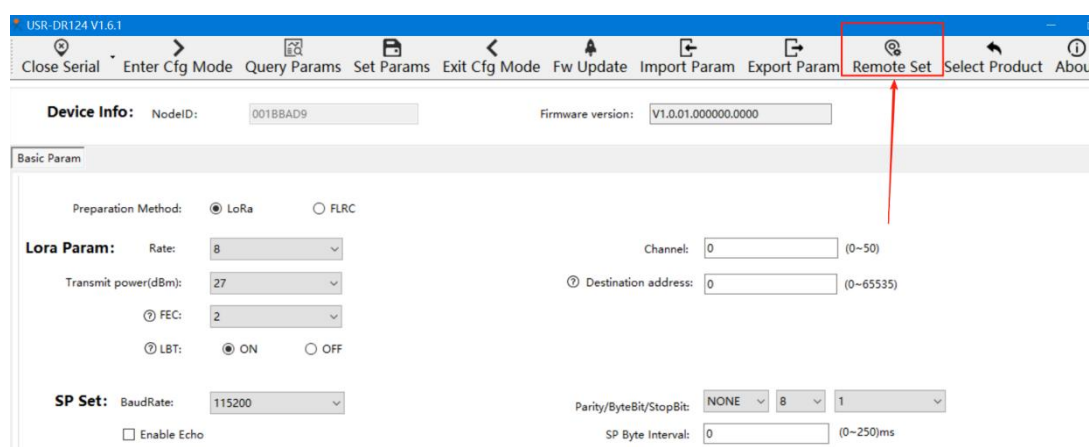 USR-DR124 V1.6.1
Close Serial Enter Cfg Mode Query Params Set Params Exit Cfg Mode Fw Update Import Param Export Param Remote Set Select Product Abou
Device Info: NodeID: 001BBAD9 Firmware version: V1.0.01.000000.0000
Basic Param
Preparation Method: LoRa FLRC
Lora Param: Rate: 8 Channel: 0 (0~50)
Transmit power(dBm): 27 ? Destination address: 0 (0~65535)
? FEC: 2
? LBT: ON OFF
SP Set: BaudRate: 115200 Parity/ByteBit/StopBit: NONE 8 1
Enable Echo SP Byte Interval: 0 (0~250)ms